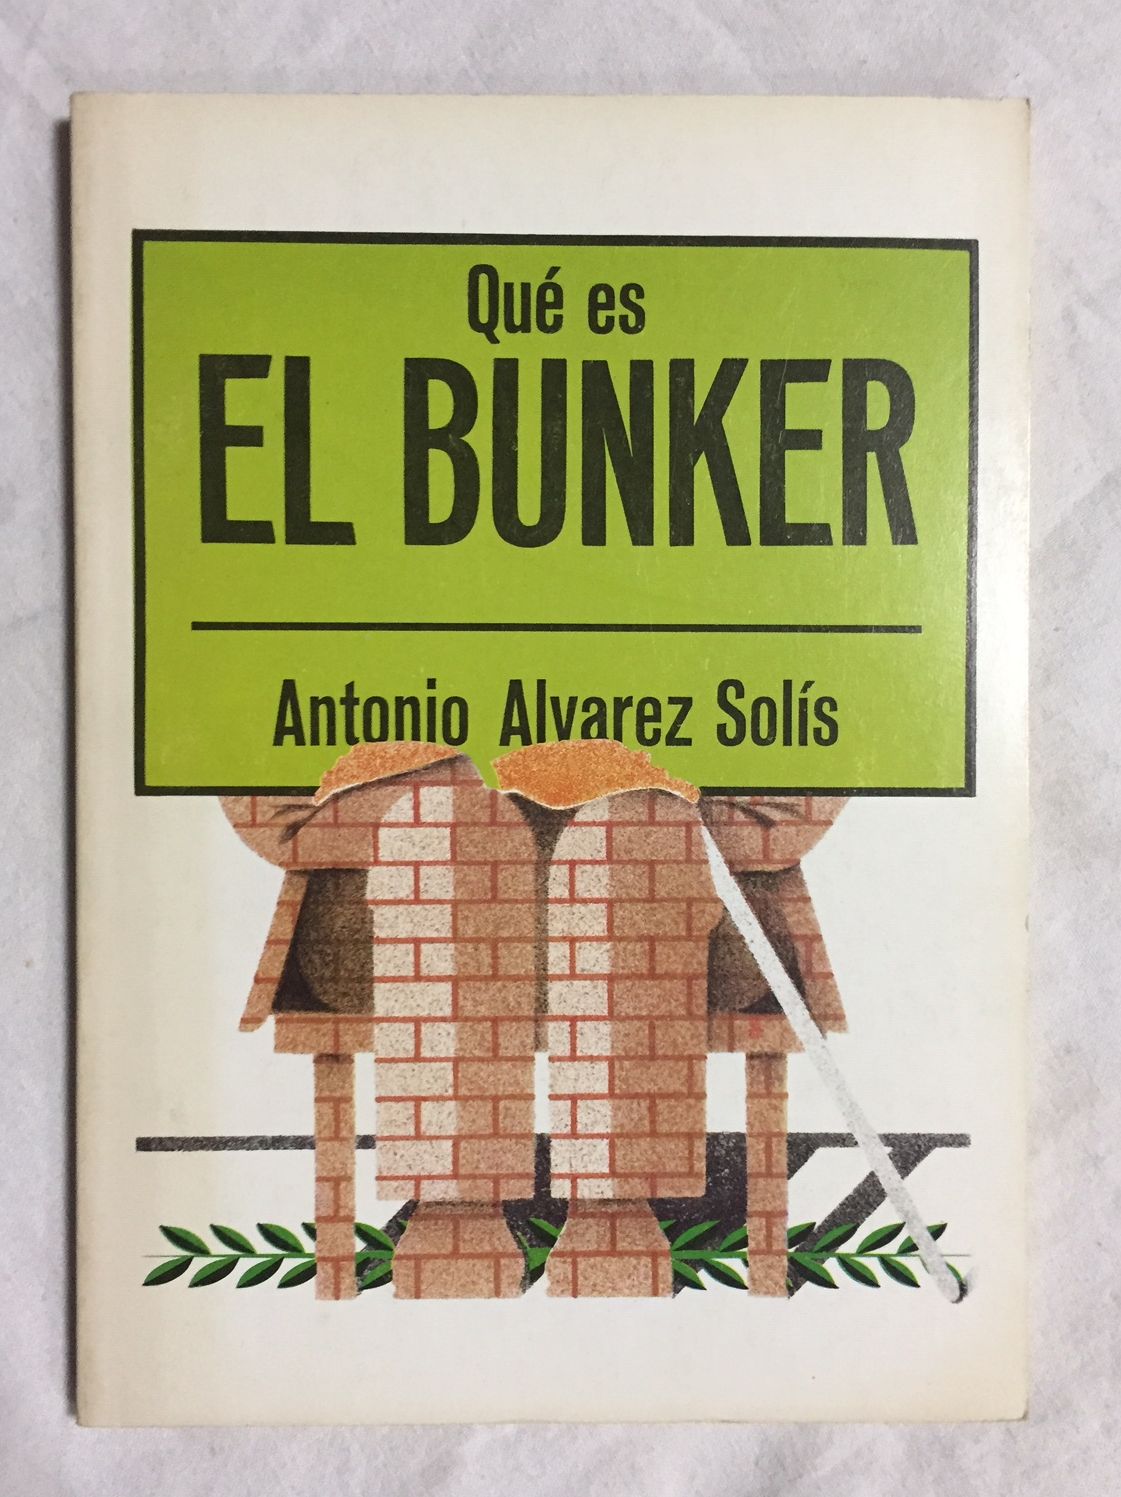 Qué es
EL BUNKER
Antonio Alvarez Solís